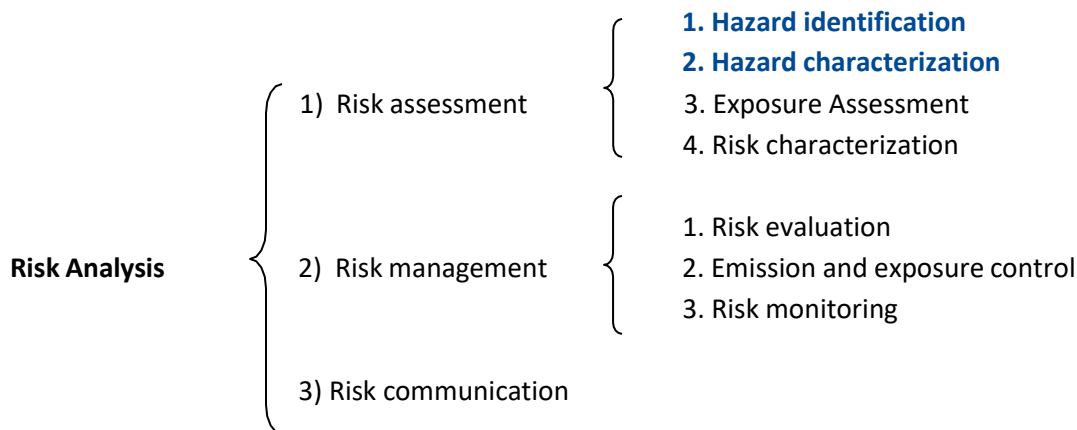 Risk Analysis
1) Risk assessment
1. Hazard identification
2. Hazard characterization
3. Exposure Assessment
4. Risk characterization
2) Risk management
1. Risk evaluation
2. Emission and exposure control
3. Risk monitoring
3) Risk communication